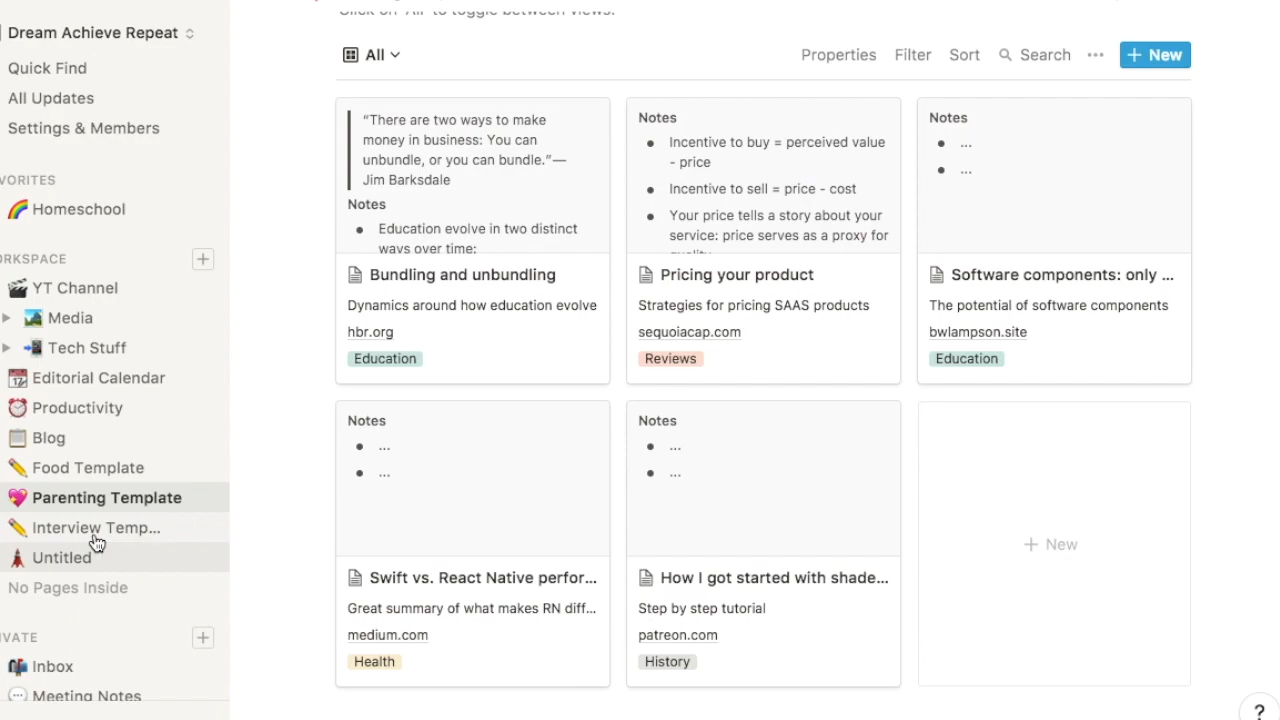 Click on "All" to toggle between views.
Dream Achieve Repeat
Quick Find
All Updates
Settings & Members
VORITES
Homeschool
ORKSPACE
YT Channel
Media
Tech Stuff
Editorial Calendar
Productivity
Blog
Food Template
Parenting Template
Interview Temp...
Untitled
No Pages Inside
IVATE
Inbox
Meeting Notes
All
Properties
Filter
Sort
Search
New
“There are two ways to make
money in business: You can
unbundle, or you can bundle.”—
Jim Barksdale
Notes
Education evolve in two distinct
ways over time:
Bundling and unbundling
Dynamics around how education evolve
hbr.org
Education
Notes
Incentive to buy = perceived value
- price
Incentive to sell = price - cost
Your price tells a story about your
service: price serves as a proxy for
quality
Pricing your product
Strategies for pricing SAAS products
sequoiacap.com
Reviews
Notes
...
...
Software components: only ...
The potential of software components
bwlampson.site
Education
Notes
...
...
Swift vs. React Native perfor...
Great summary of what makes RN diff...
medium.com
Health
Notes
...
...
How I got started with shade...
Step by step tutorial
patreon.com
History
+ New
?